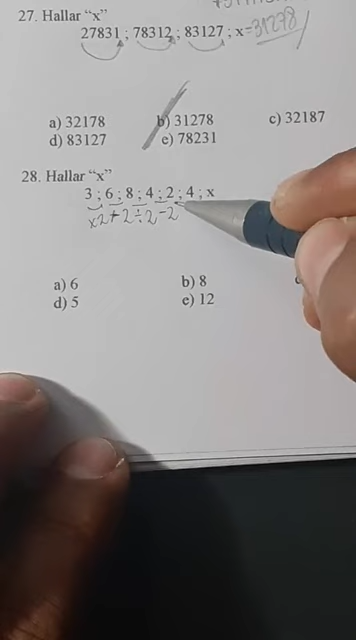 27. Hallar “x”
27831 ; 78312 ; 83127 ; x=31278
a) 32178 b) 31278 c) 32187
d) 83127 e) 78231
28. Hallar “x”
3 ; 6 ; 8 ; 4 ; 2 ; 4 ; x
x2 + 2 ÷ 2 - 2
a) 6 b) 8
d) 5 e) 12